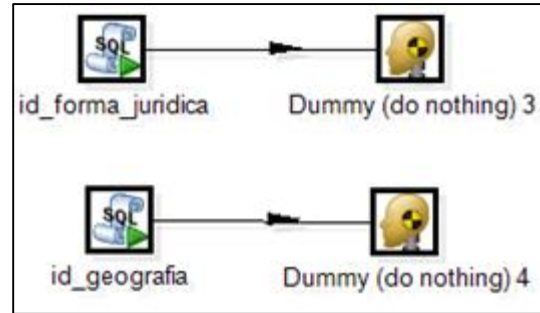 SQL
id_forma_juridica
Dummy (do nothing) 3
SQL
id_geografia
Dummy (do nothing) 4